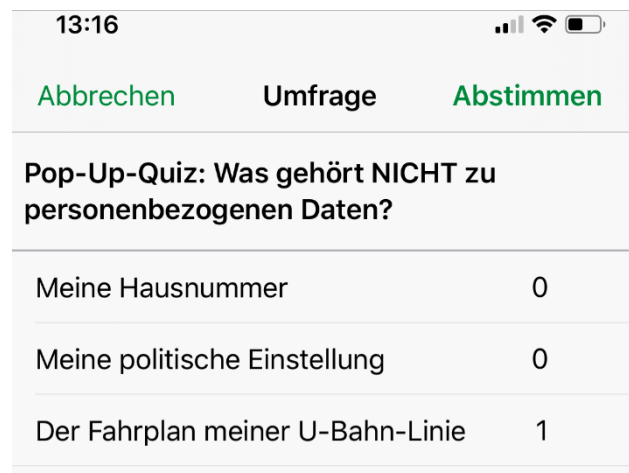 13:16
Abbrechen Umfrage Abstimmen
Pop-Up-Quiz: Was gehört NICHT zu
personenbezogenen Daten?
Meine Hausnummer 0
Meine politische Einstellung 0
Der Fahrplan meiner U-Bahn-Linie 1